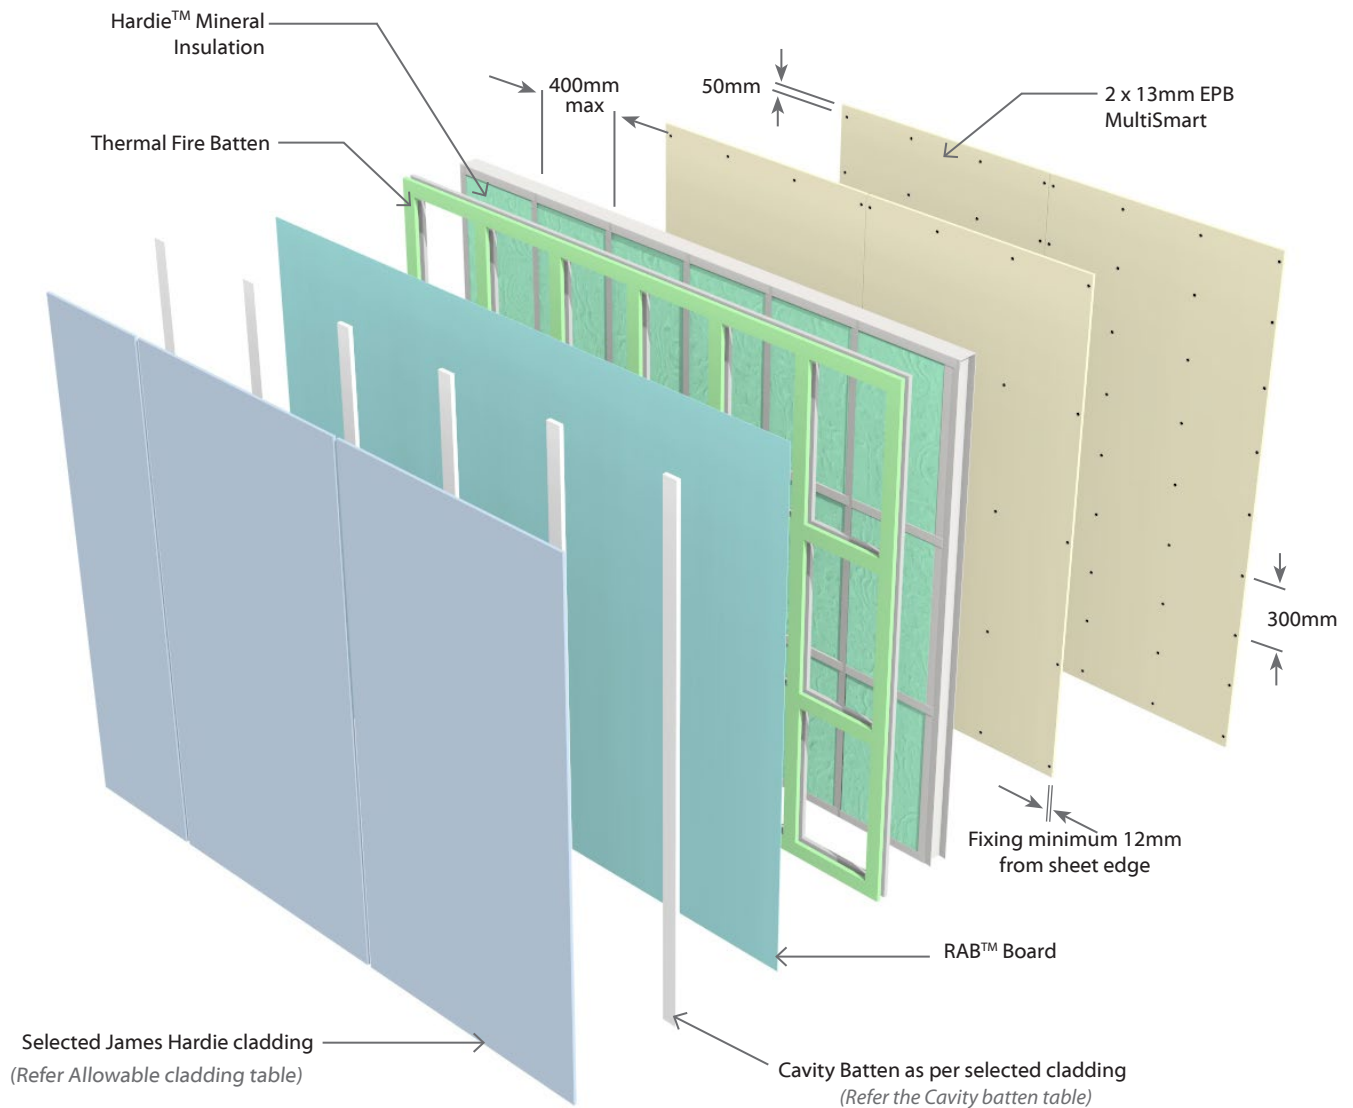 Hardie™ Mineral
Insulation
400mm
max
50mm
2 x 13mm EPB
MultiSmart
Thermal Fire Batten
300mm
Fixing minimum 12mm
from sheet edge
RAB™ Board
Selected James Hardie cladding
(Refer Allowable cladding table)
Cavity Batten as per selected cladding
(Refer the Cavity batten table)